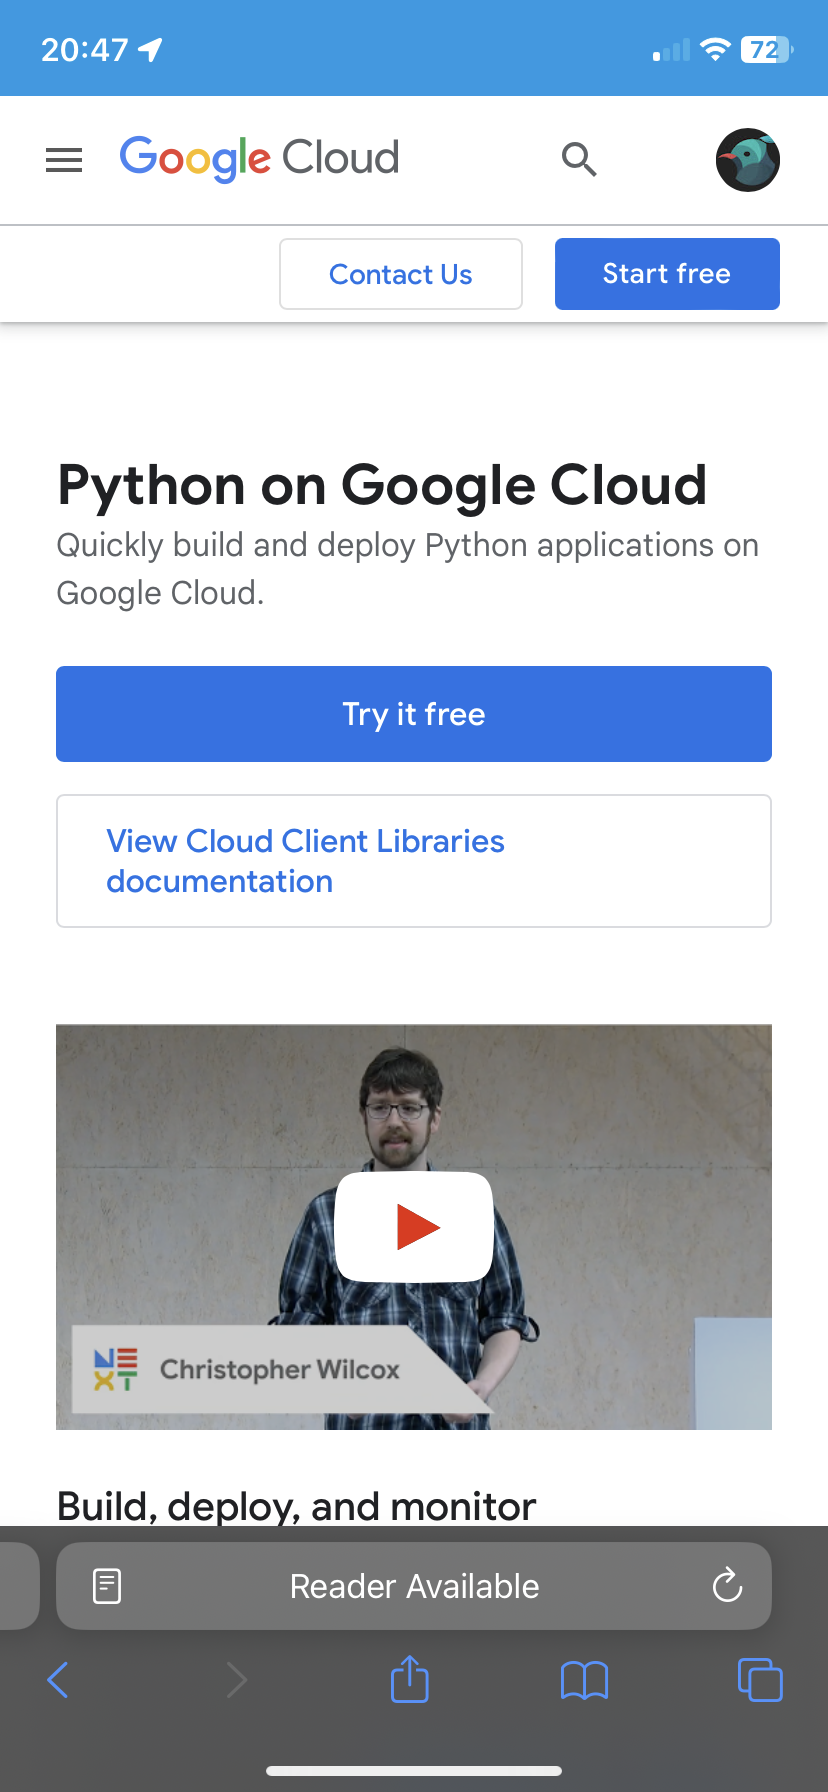 20:47
72
Google Cloud
Contact Us
Start free
Python on Google Cloud
Quickly build and deploy Python applications on
Google Cloud.
Try it free
View Cloud Client Libraries
documentation
NEXT
Christopher Wilcox
Build, deploy, and monitor
Reader Available